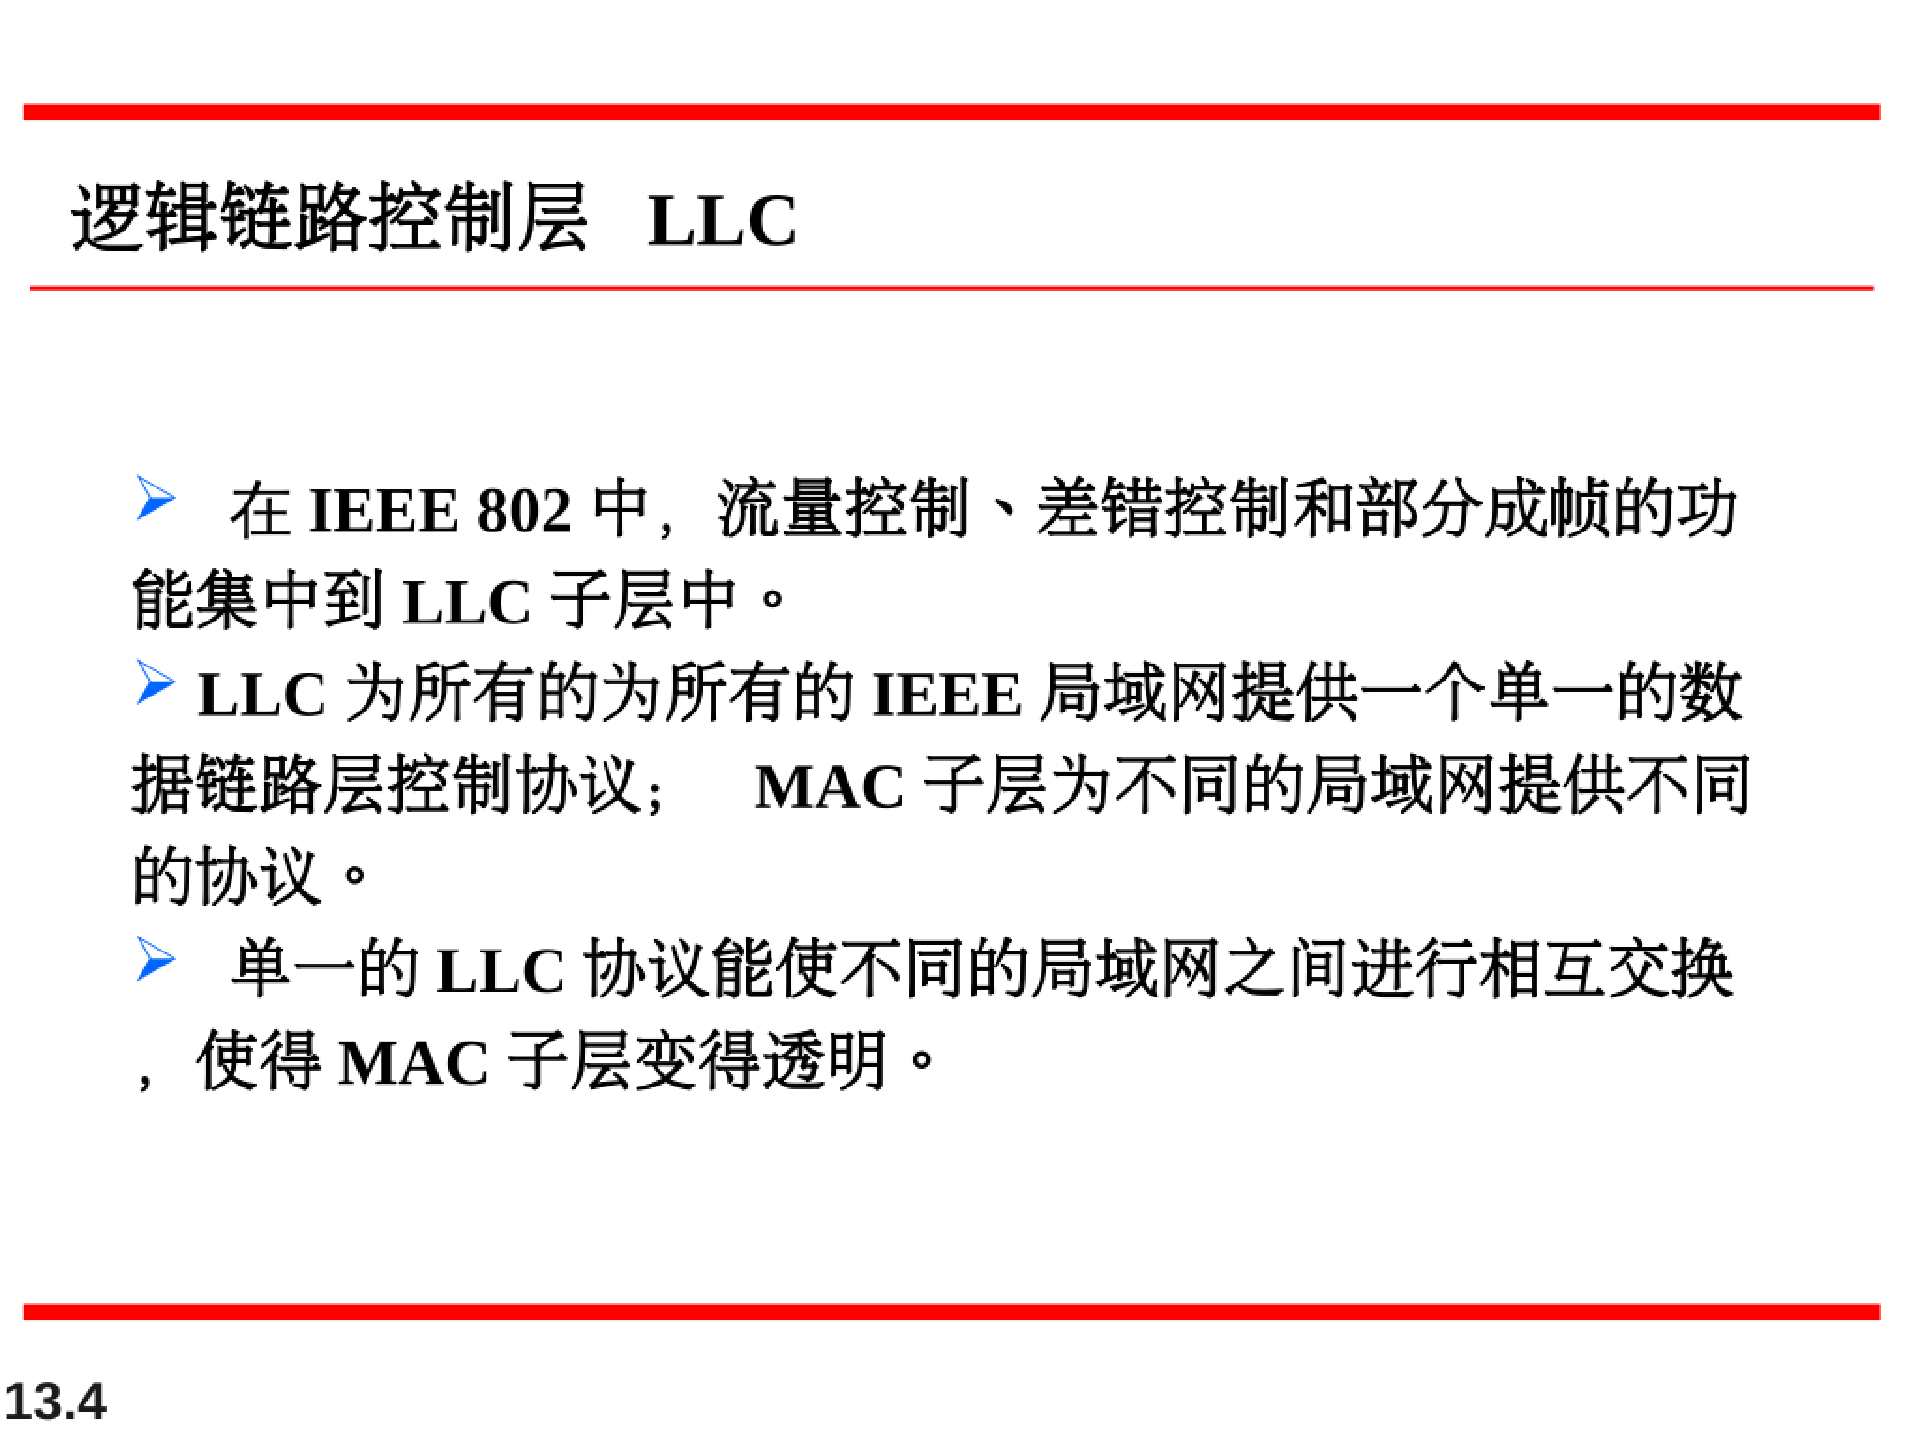 逻辑链路控制层 LLC
在 IEEE 802 中，流量控制、差错控制和部分成帧的功
能集中到 LLC 子层中。
LLC 为所有的为所有的 IEEE 局域网提供一个单一的数
据链路层控制协议； MAC 子层为不同的局域网提供不同
的协议。
单一的 LLC 协议能使不同的局域网之间进行相互交换
，使得 MAC 子层变得透明。
13.4